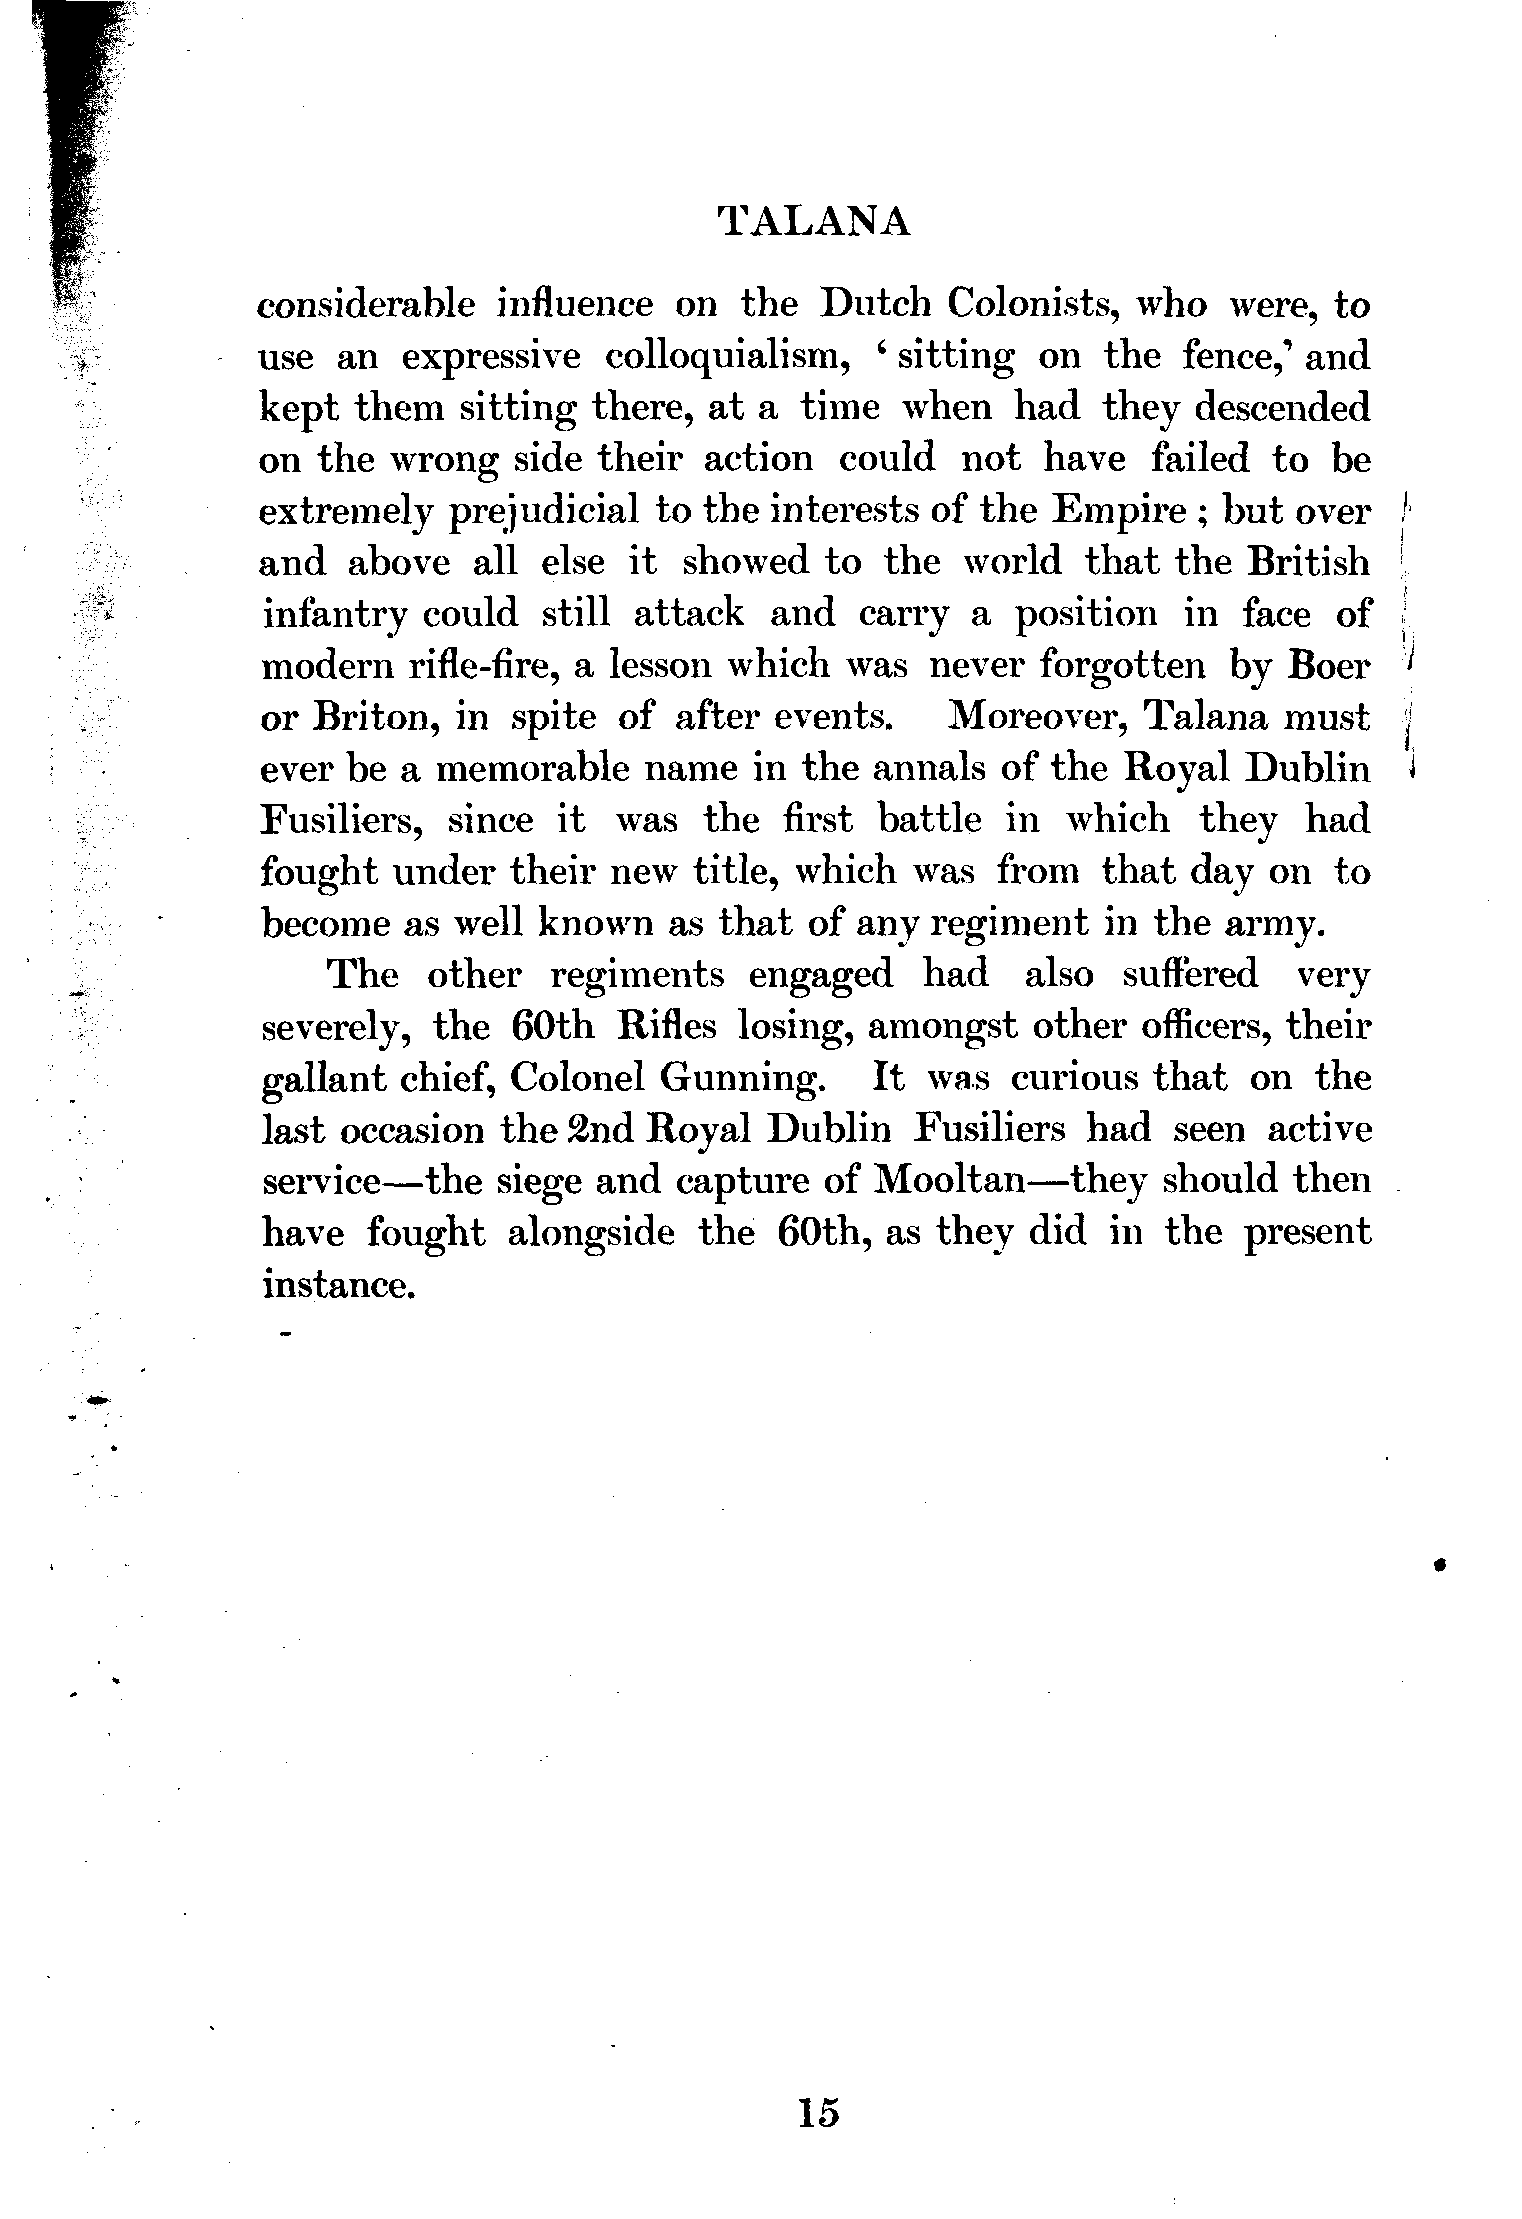 TALANA
considerable influence on the Dutch Colonists, who were, to
use an expressive colloquialism, ‘ sitting on the fence,’ and
kept them sitting there, at a time when had they descended
on the wrong side their action could not have failed to be
extremely prejudicial to the interests of the Empire ; but over
and above all else it showed to the world that the British
infantry could still attack and carry a position in face of
modern rifle-fire, a lesson which was never forgotten by Boer
or Briton, in spite of after events. Moreover, Talana must
ever be a memorable name in the annals of the Royal Dublin
Fusiliers, since it was the first battle in which they had
fought under their new title, which was from that day on to
become as well known as that of any regiment in the army.
The other regiments engaged had also suffered very
severely, the 60th Rifles losing, amongst other officers, their
gallant chief, Colonel Gunning. It was curious that on the
last occasion the 2nd Royal Dublin Fusiliers had seen active
service—the siege and capture of Mooltan—they should then
have fought alongside the 60th, as they did in the present
instance.
15